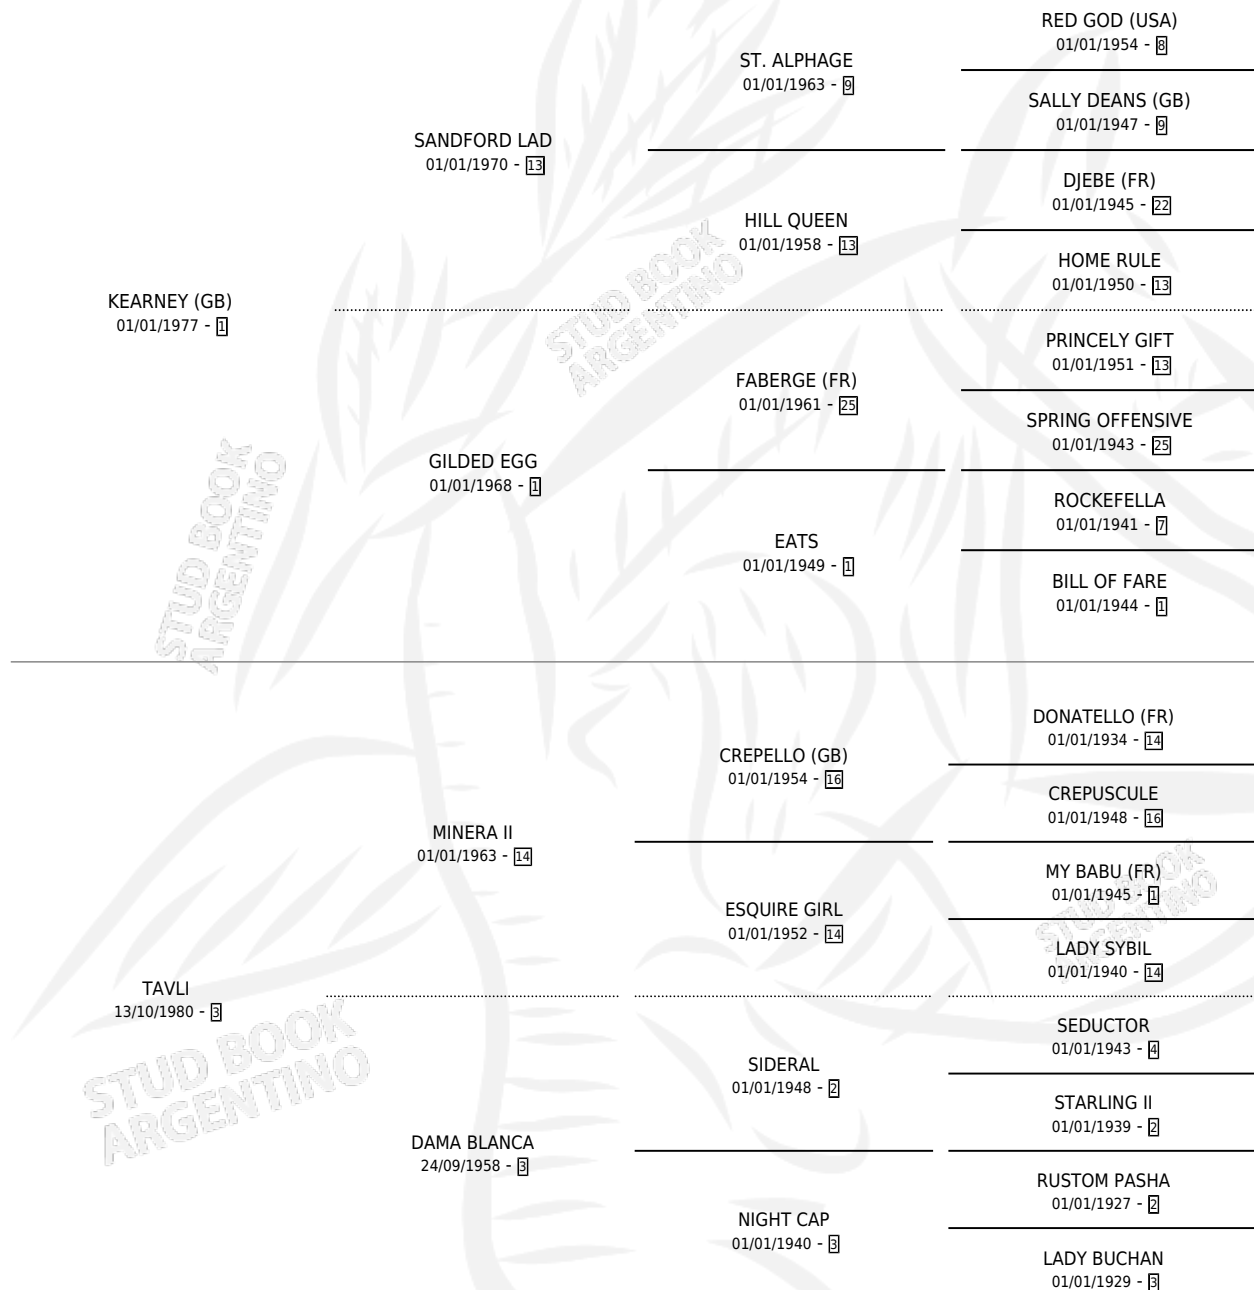 RED GOD (USA)
01/01/1954 - 8
ST. ALPHAGE
01/01/1963 - 9
SALLY DEANS (GB)
01/01/1947 - 9
SANDFORD LAD
01/01/1970 - 13
DJEBE (FR)
01/01/1945 - 22
HILL QUEEN
01/01/1958 - 13
HOME RULE
01/01/1950 - 13
KEARNEY (GB)
01/01/1977 - 1
PRINCELY GIFT
01/01/1951 - 13
FABERGE (FR)
01/01/1961 - 25
SPRING OFFENSIVE
01/01/1943 - 25
GILDED EGG
01/01/1968 - 1
ROCKEFELLA
01/01/1941 - 7
EATS
01/01/1949 - 1
BILL OF FARE
01/01/1944 - 1
DONATELLO (FR)
01/01/1934 - 14
CREPELLO (GB)
01/01/1954 - 16
CREPUSCULE
01/01/1948 - 16
MINERA II
01/01/1963 - 14
MY BABU (FR)
01/01/1945 - 1
ESQUIRE GIRL
01/01/1952 - 14
LADY SYBIL
01/01/1940 - 14
TAVLI
13/10/1980 - 3
SEDUCTOR
01/01/1943 - 4
SIDERAL
01/01/1948 - 2
STARLING II
01/01/1939 - 2
DAMA BLANCA
24/09/1958 - 3
RUSTOM PASHA
01/01/1927 - 2
NIGHT CAP
01/01/1940 - 3
LADY BUCHAN
01/01/1929 - 3
STUD BOOK
ARGENTINO
STUD BOOK
ARGENTINO
STUD BOOK
ARGENTINO
STUD BOOK
ARGENTINO